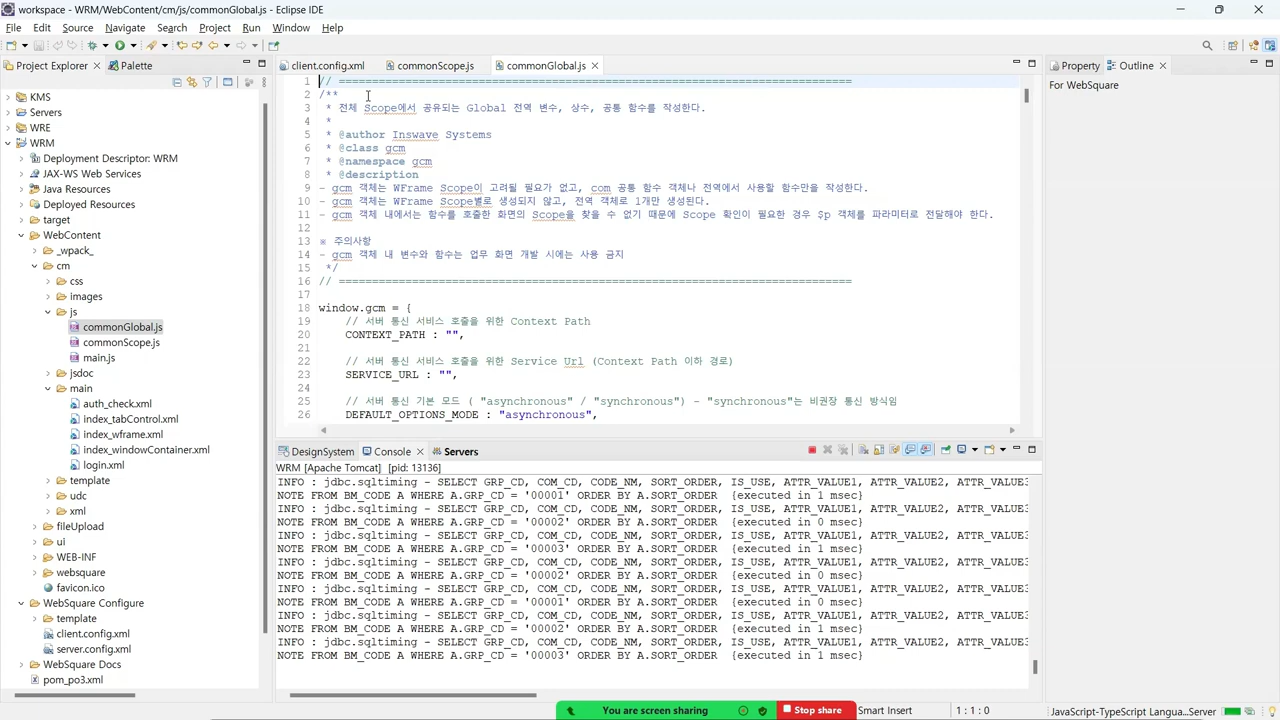 workspace - WRM/WebContent/cm/js/commonGlobal.js - Eclipse IDE
File Edit Source Navigate Search Project Run Window Help
Project Explorer
Palette
KMS
Servers
WRE
WRM
Deployment Descriptor: WRM
JAX-WS Web Services
Java Resources
Deployed Resources
target
WebContent
_wpack_
cm
css
images
js
commonGlobal.js
commonScope.js
main.js
jsdoc
main
auth_check.xml
index_tabControl.xml
index_wframe.xml
index_windowContainer.xml
login.xml
template
udc
xml
fileUpload
ui
WEB-INF
websquare
favicon.ico
WebSquare Configure
template
client.config.xml
server.config.xml
WebSquare Docs
pom_po3.xml
client.config.xml commonScope.js commonGlobal.js
1 // =============================================================================
2 /**
3 * 전체 Scope에서 공유되는 Global 전역 변수, 상수, 공통 함수를 작성한다.
4 *
5 * @author Inswave Systems
6 * @class gcm
7 * @namespace gcm
8 * @description
9 - gcm 객체는 WFrame Scope이 고려될 필요가 없고, com 공통 함수 객체나 전역에서 사용할 함수만을 작성한다.
10 - gcm 객체는 WFrame Scope별로 생성되지 않고, 전역 객체로 1개만 생성된다.
11 - gcm 객체 내에서는 함수를 호출한 화면의 Scope을 찾을 수 없기 때문에 Scope 확인이 필요한 경우 $p 객체를 파라미터로 전달해야 한다.
12
13 ※ 주의사항
14 - gcm 객체 내 변수와 함수는 업무 화면 개발 시에는 사용 금지
15 */
16 // =============================================================================
17
18 window.gcm = {
19 // 서버 통신 서비스 호출을 위한 Context Path
20 CONTEXT_PATH : "",
21
22 // 서버 통신 서비스 호출을 위한 Service Url (Context Path 이하 경로)
23 SERVICE_URL : "",
24
25 // 서버 통신 기본 모드 ( "asynchronous" / "synchronous") - "synchronous"는 비권장 통신 방식임
26 DEFAULT_OPTIONS_MODE : "asynchronous",
Property
Outline
For WebSquare
DesignSystem Console Servers
WRM [Apache Tomcat] [pid: 13136]
INFO : jdbc.sqltiming - SELECT GRP_CD, COM_CD, CODE_NM, SORT_ORDER, IS_USE, ATTR_VALUE1, ATTR_VALUE2, ATTR_VALUE3
NOTE FROM BM_CODE A WHERE A.GRP_CD = '00001' ORDER BY A.SORT_ORDER {executed in 1 msec}
INFO : jdbc.sqltiming - SELECT GRP_CD, COM_CD, CODE_NM, SORT_ORDER, IS_USE, ATTR_VALUE1, ATTR_VALUE2, ATTR_VALUE3
NOTE FROM BM_CODE A WHERE A.GRP_CD = '00002' ORDER BY A.SORT_ORDER {executed in 0 msec}
INFO : jdbc.sqltiming - SELECT GRP_CD, COM_CD, CODE_NM, SORT_ORDER, IS_USE, ATTR_VALUE1, ATTR_VALUE2, ATTR_VALUE3
NOTE FROM BM_CODE A WHERE A.GRP_CD = '00003' ORDER BY A.SORT_ORDER {executed in 1 msec}
INFO : jdbc.sqltiming - SELECT GRP_CD, COM_CD, CODE_NM, SORT_ORDER, IS_USE, ATTR_VALUE1, ATTR_VALUE2, ATTR_VALUE3
NOTE FROM BM_CODE A WHERE A.GRP_CD = '00002' ORDER BY A.SORT_ORDER {executed in 0 msec}
INFO : jdbc.sqltiming - SELECT GRP_CD, COM_CD, CODE_NM, SORT_ORDER, IS_USE, ATTR_VALUE1, ATTR_VALUE2, ATTR_VALUE3
NOTE FROM BM_CODE A WHERE A.GRP_CD = '00001' ORDER BY A.SORT_ORDER {executed in 0 msec}
INFO : jdbc.sqltiming - SELECT GRP_CD, COM_CD, CODE_NM, SORT_ORDER, IS_USE, ATTR_VALUE1, ATTR_VALUE2, ATTR_VALUE3
NOTE FROM BM_CODE A WHERE A.GRP_CD = '00002' ORDER BY A.SORT_ORDER {executed in 1 msec}
INFO : jdbc.sqltiming - SELECT GRP_CD, COM_CD, CODE_NM, SORT_ORDER, IS_USE, ATTR_VALUE1, ATTR_VALUE2, ATTR_VALUE3
NOTE FROM BM_CODE A WHERE A.GRP_CD = '00003' ORDER BY A.SORT_ORDER {executed in 1 msec}
You are screen sharing Stop share Smart Insert 1 : 1 : 0 JavaScript-TypeScript Langua...Server